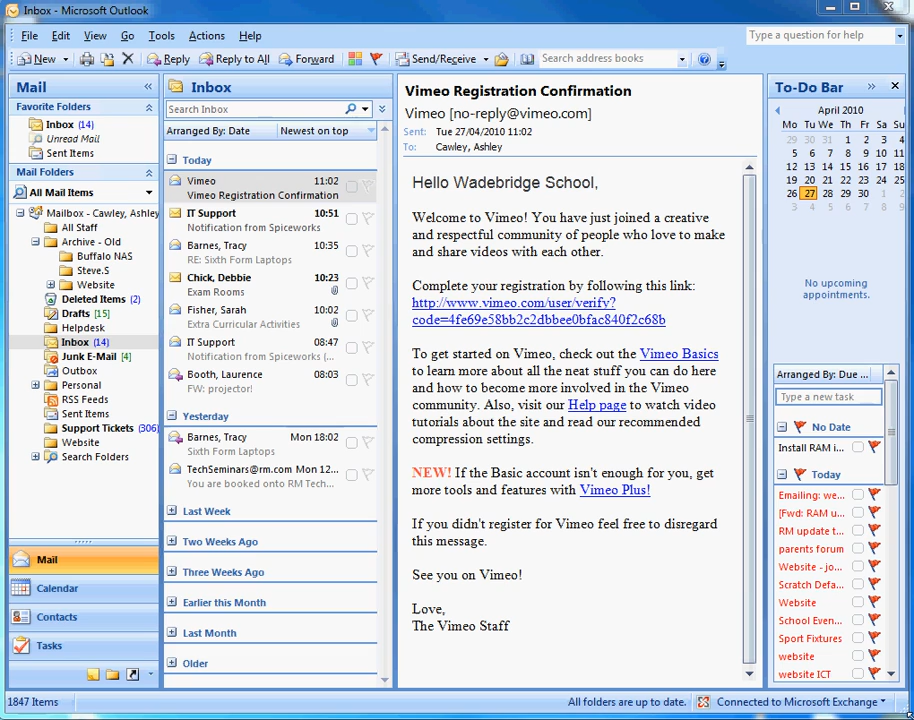 Inbox - Microsoft Outlook
File Edit View Go Tools Actions Help
Type a question for help
New Reply Reply to All Forward Send/Receive Search address books
Mail
Favorite Folders
Inbox (14)
Unread Mail
Sent Items
Mail Folders
All Mail Items
Mailbox - Cawley, Ashley
All Staff
Archive - Old
Buffalo NAS
Steve.S
Website
Deleted Items (2)
Drafts [15]
Helpdesk
Inbox (14)
Junk E-Mail [4]
Outbox
Personal
RSS Feeds
Sent Items
Support Tickets (306)
Website
Search Folders
Mail
Calendar
Contacts
Tasks
Inbox
Search Inbox
Arranged By: Date Newest on top
Today
Vimeo 11:02
Vimeo Registration Confirmation
IT Support 10:51
Notification from Spiceworks
Barnes, Tracy 10:35
RE: Sixth Form Laptops
Chick, Debbie 10:23
Exam Rooms
Fisher, Sarah 10:02
Extra Curricular Activities
IT Support 08:47
Notification from Spiceworks (...
Booth, Laurence 08:03
FW: projector!
Yesterday
Barnes, Tracy Mon 18:02
Sixth Form Laptops
TechSeminars@rm.com Mon 12...
You are booked onto RM Tech...
Last Week
Two Weeks Ago
Three Weeks Ago
Earlier this Month
Last Month
Older
Vimeo Registration Confirmation
Vimeo [no-reply@vimeo.com]
Sent: Tue 27/04/2010 11:02
To: Cawley, Ashley
Hello Wadebridge School,
Welcome to Vimeo! You have just joined a creative
and respectful community of people who love to make
and share videos with each other.
Complete your registration by following this link:
http://www.vimeo.com/user/verify?
code=4fe69e58bb2c2dbbee0bfac840f2c68b
To get started on Vimeo, check out the Vimeo Basics
to learn more about all the neat stuff you can do here
and how to become more involved in the Vimeo
community. Also, visit our Help page to watch video
tutorials about the site and read our recommended
compression settings.
NEW! If the Basic account isn't enough for you, get
more tools and features with Vimeo Plus!
If you didn't register for Vimeo feel free to disregard
this message.
See you on Vimeo!
Love,
The Vimeo Staff
To-Do Bar
April 2010
Mo Tu We Th Fr Sa Su
29 30 31 1 2 3 4
5 6 7 8 9 10 11
12 13 14 15 16 17 18
19 20 21 22 23 24 25
26 27 28 29 30 1 2
3 4 5 6 7 8 9
No upcoming
appointments.
Arranged By: Due ...
Type a new task
No Date
Install RAM i...
Today
Emailing: we...
[Fwd: RAM u...
RM update t...
parents forum
Website - jo...
Scratch Defa...
Website
School Even...
Sport Fixtures
website
website ICT
1847 Items
All folders are up to date. Connected to Microsoft Exchange